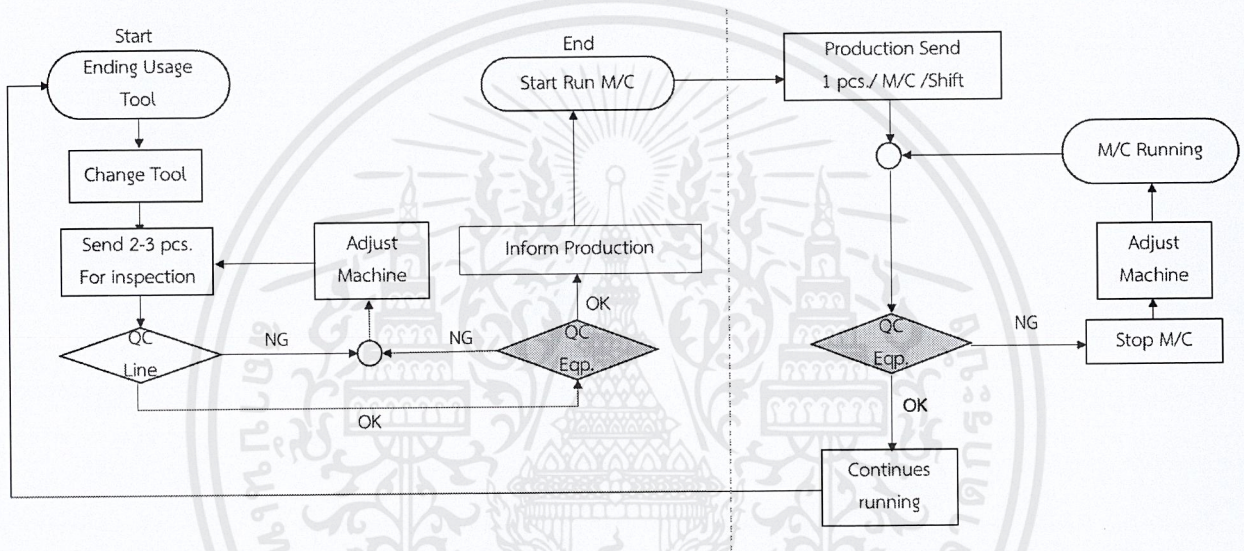 Start
Ending Usage
Tool
Change Tool
Send 2-3 pcs.
For inspection
QC
Line
NG
OK
Adjust
Machine
NG
QC
Eqp.
OK
Inform Production
End
Start Run M/C
Production Send
1 pcs./ M/C /Shift
M/C Running
Adjust
Machine
Stop M/C
NG
QC
Eqp.
OK
Continues
running